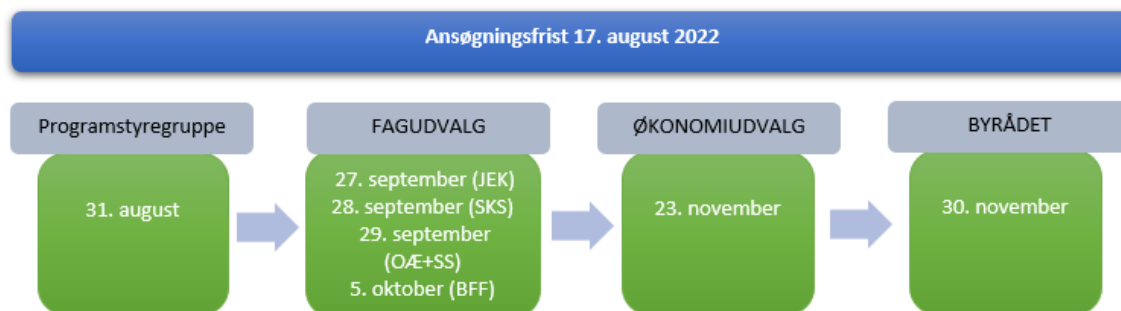 Ansøgningsfrist 17. august 2022
Programstyregruppe
31. august
FAGUDVALG
27. september (JEK)
28. september (SKS)
29. september
(OÆ+SS)
5. oktober (BFF)
ØKONOMIUDVALG
23. november
BYRÅDET
30. november